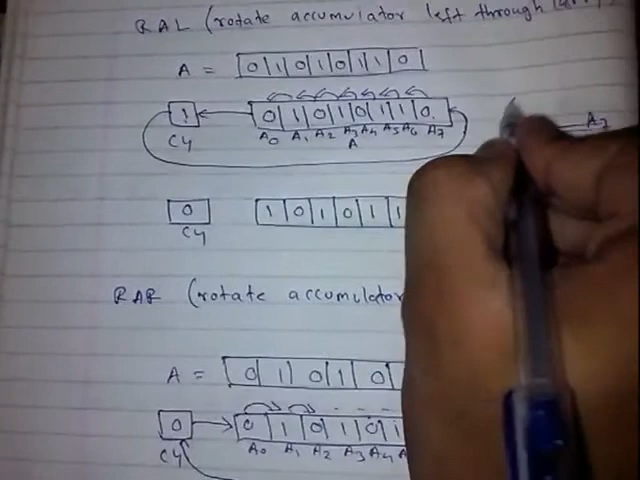 RAL (rotate accumulator left through
A = 0 1 0 1 0 1 1 0
1 0 1 0 1 0 1 1 0
CY A0 A1 A2 A3 A4 A5 A6 A7
A
A7
0 1 0 1 0 1 1
CY
RAR (rotate accumulator
A = 0 1 0 1 0
0 0 1 0 1 0 1
CY A0 A1 A2 A3 A4